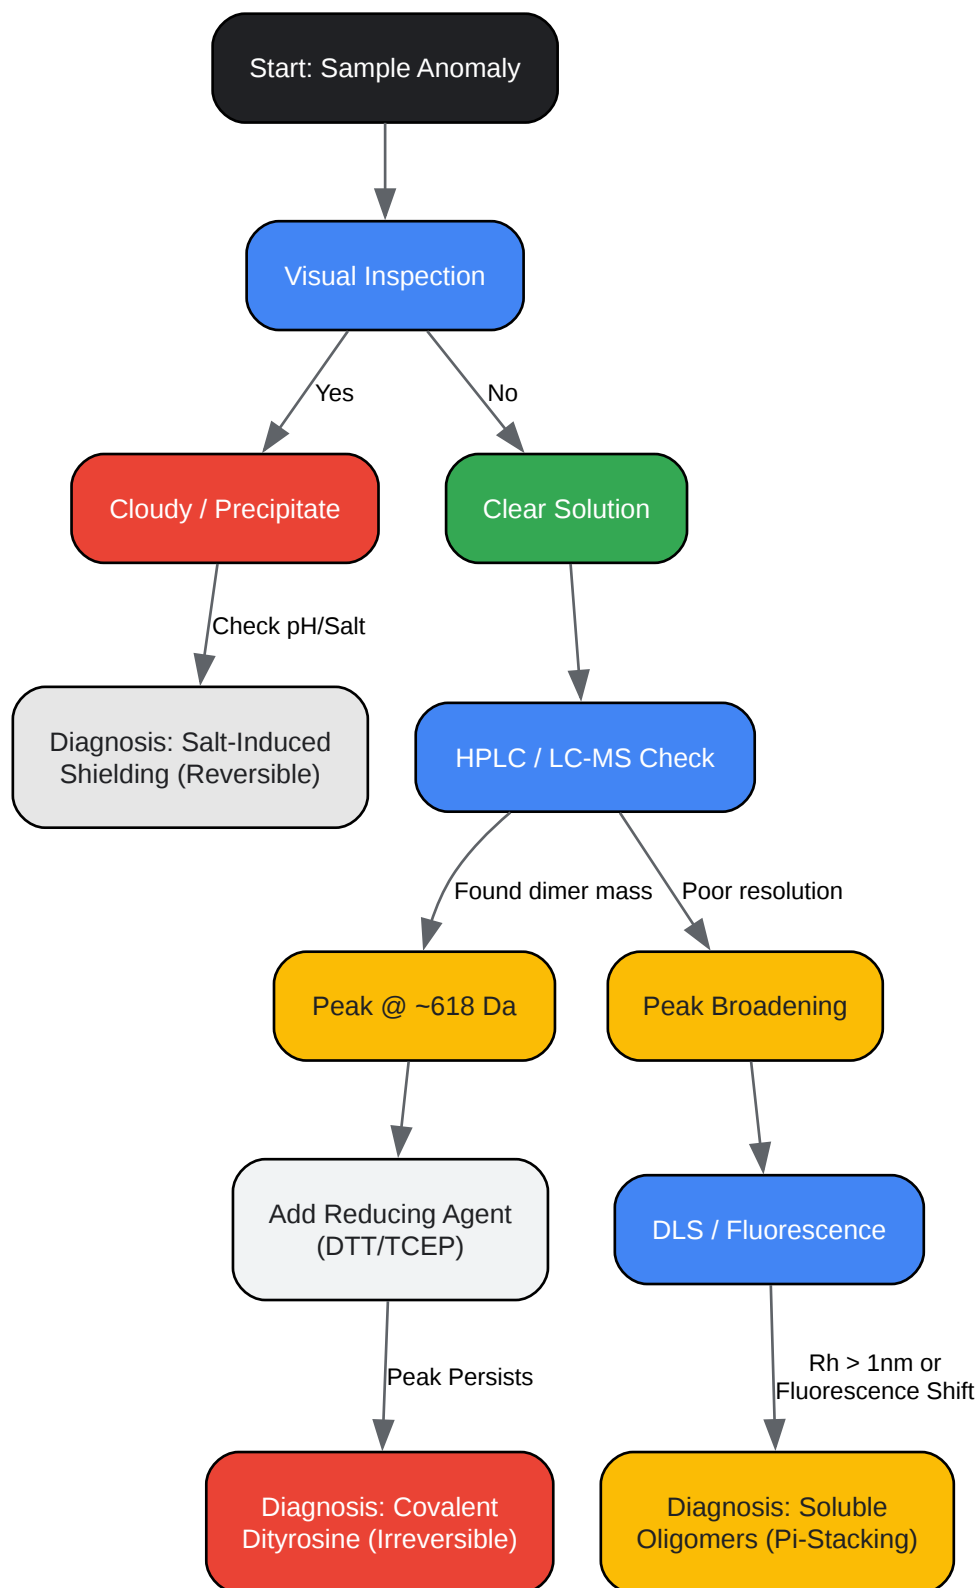 Start: Sample Anomaly
Visual Inspection
Yes
No
Cloudy / Precipitate
Clear Solution
Check pH/Salt
Diagnosis: Salt-Induced
Shielding (Reversible)
HPLC / LC-MS Check
Found dimer mass
Poor resolution
Peak @ ~618 Da
Peak Broadening
Add Reducing Agent
(DTT/TCEP)
DLS / Fluorescence
Peak Persists
Rh > 1nm or
Fluorescence Shift
Diagnosis: Covalent
Dityrosine (Irreversible)
Diagnosis: Soluble
Oligomers (Pi-Stacking)